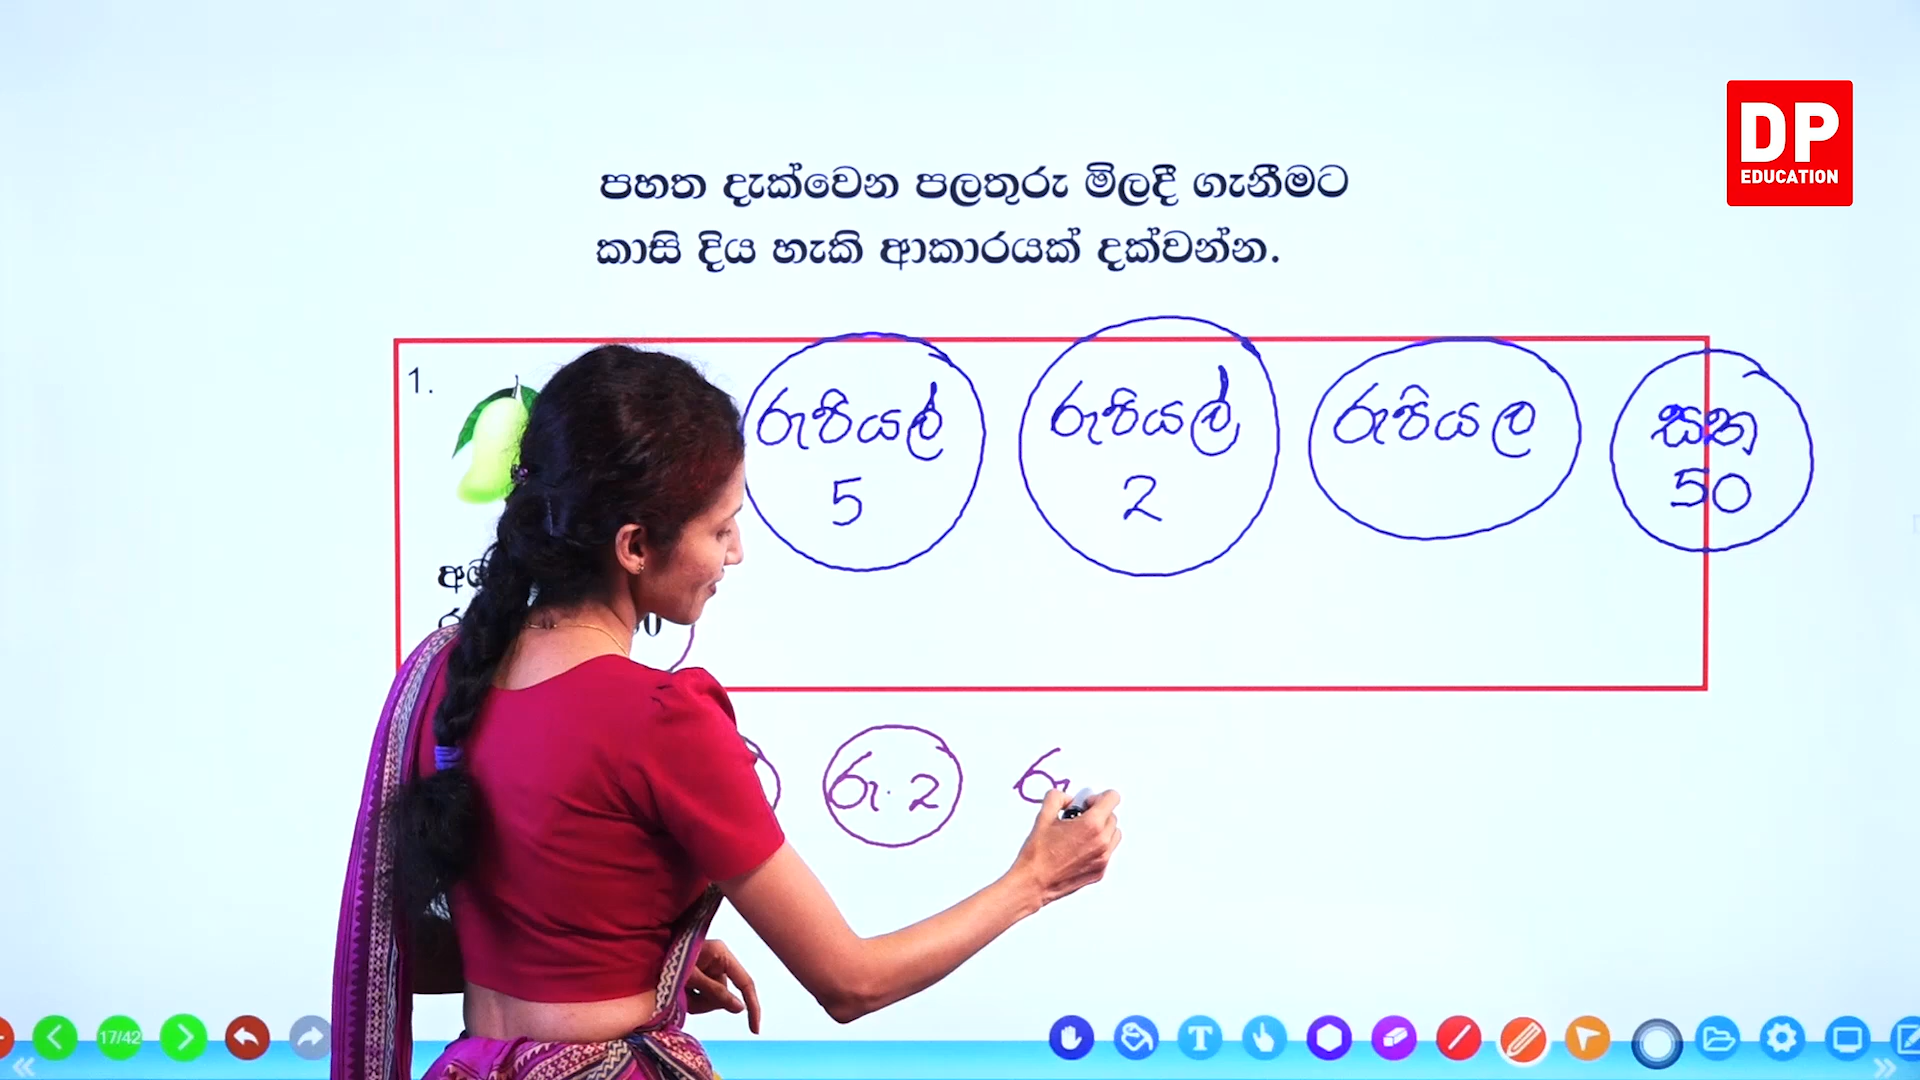 DP
EDUCATION
පහත දැක්වෙන පලතුරු මිලදී ගැනීමට
කාසි දිය හැකි ආකාරයක් දක්වන්න.
1.
රුපියල් 5
රුපියල් 2
රුපියල
සත 50
රු. 2
රු
17/42